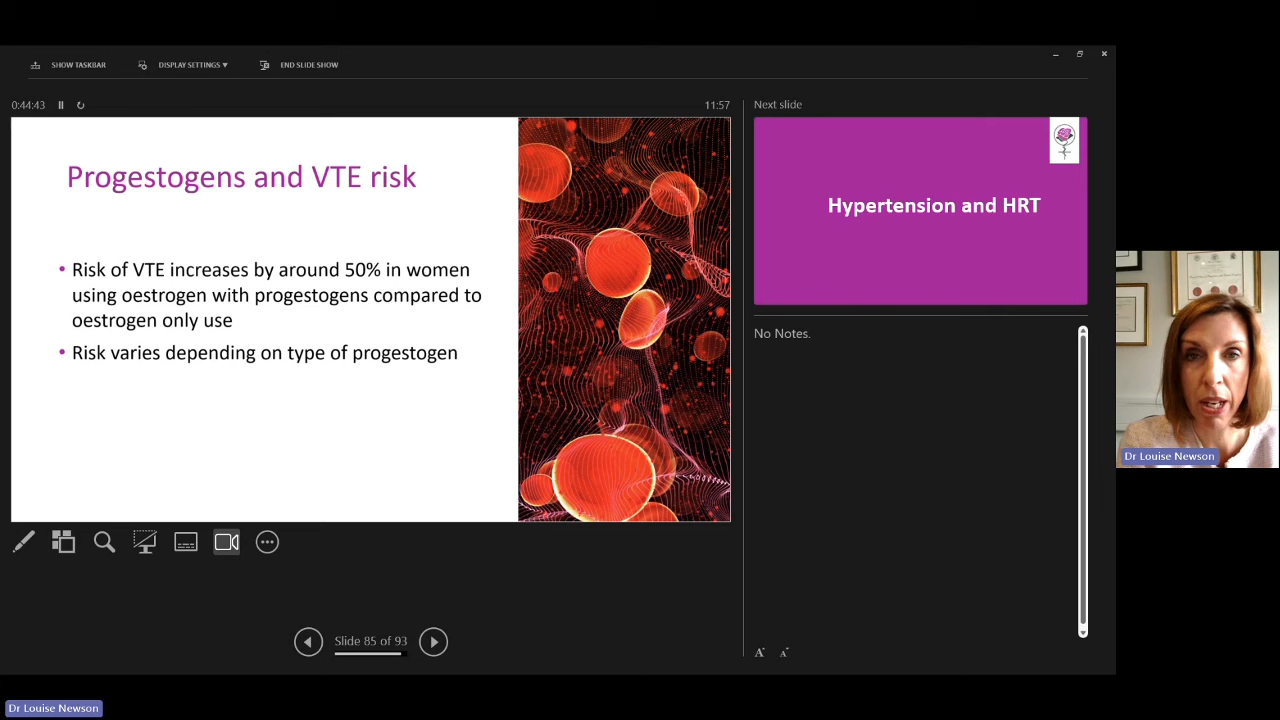 SHOW TASKBAR
DISPLAY SETTINGS ▾
END SLIDE SHOW
0:44:43
11:57
Next slide
Progestogens and VTE risk
• Risk of VTE increases by around 50% in women
using oestrogen with progestogens compared to
oestrogen only use
• Risk varies depending on type of progestogen
Hypertension and HRT
No Notes.
Dr Louise Newson
Slide 85 of 93
A A
Dr Louise Newson